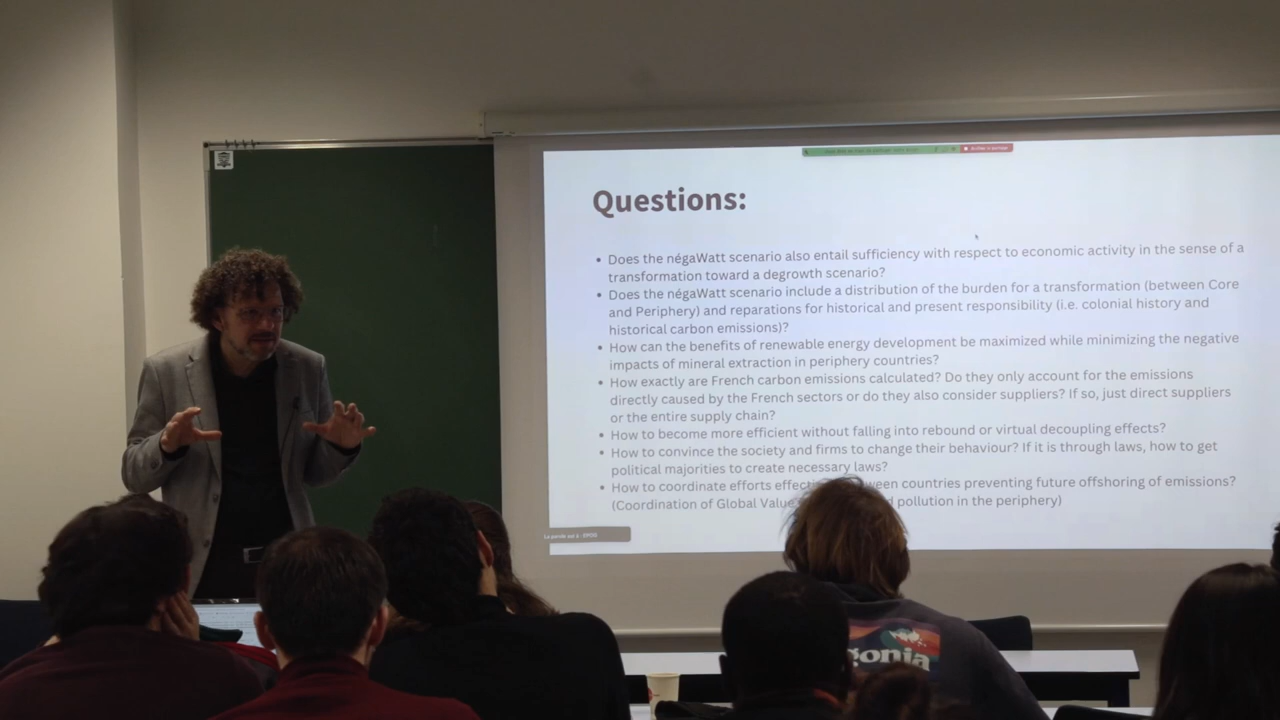 Questions:
• Does the négaWatt scenario also entail sufficiency with respect to economic activity in the sense of a
transformation toward a degrowth scenario?
• Does the négaWatt scenario include a distribution of the burden for a transformation (between Core
and Periphery) and reparations for historical and present responsibility (i.e. colonial history and
historical carbon emissions)?
• How can the benefits of renewable energy development be maximized while minimizing the negative
impacts of mineral extraction in periphery countries?
• How exactly are French carbon emissions calculated? Do they only account for the emissions
directly caused by the French sectors or do they also consider suppliers? If so, just direct suppliers
or the entire supply chain?
• How to become more efficient without falling into rebound or virtual decoupling effects?
• How to convince the society and firms to change their behaviour? If it is through laws, how to get
political majorities to create necessary laws?
• How to coordinate efforts countries preventing future offshoring of emissions?
(Coordination of Global Value pollution in the periphery)
La parole est à :
gonia